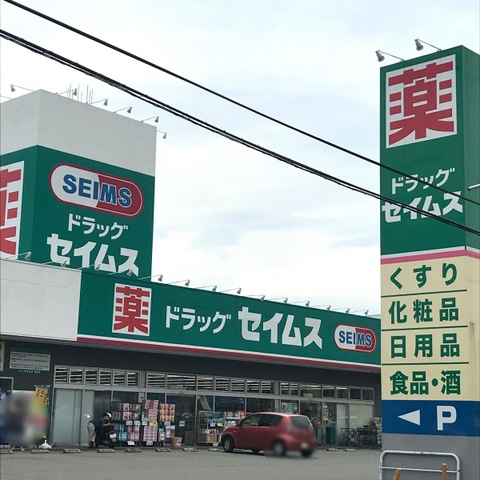 薬
SEIMS
ドラッグ
セイムス
薬
ドラッグ セイムス SEIMS
薬
ドラッグ
セイムス
くすり
化粧品
日用品
食品・酒
◀ P